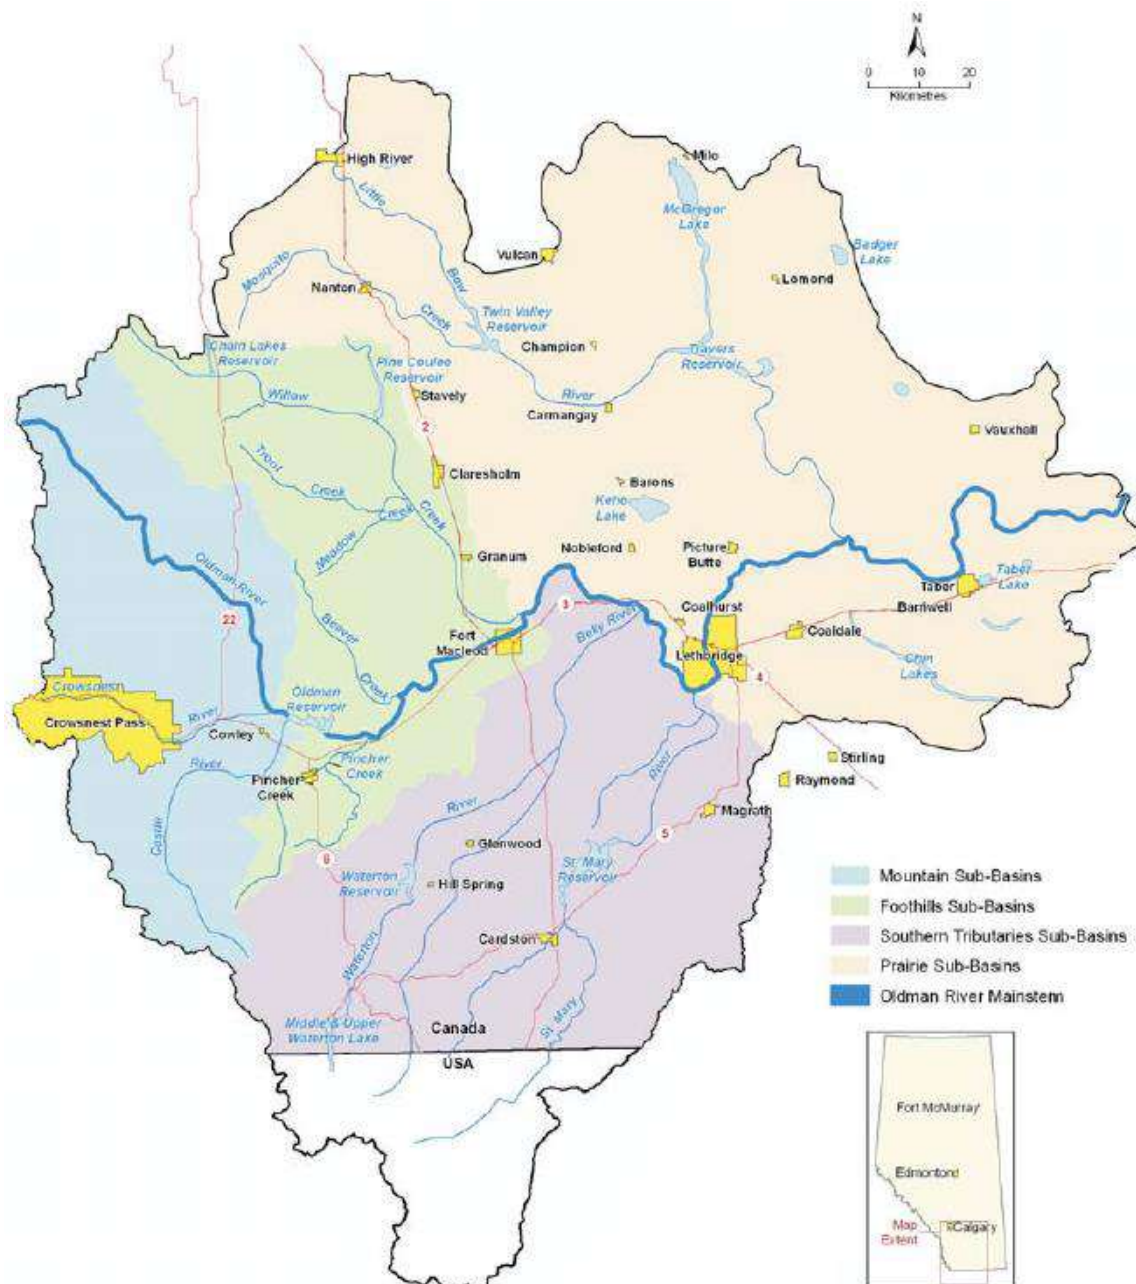 N
0 10 20
Kilometres
High River
Little
Bow
Milo
McGregor
Lake
Vulcan
Badger
Lake
Lomond
Mosquito
Creek
Nanton
Twin Valley
Reservoir
Champion
Travers
Reservoir
Chain Lakes
Reservoir
Pine Coulee
Reservoir
Stavely
River
Carmangay
Willow
Creek
2
Vauxhall
Claresholm
Trout
Creek
Barons
Keho
Lake
Meadow
Creek
Granum
Nobleford
Picture
Butte
Oldman River
22
Taber
Taber
Lake
Barnwell
3
Coalhurst
Belly River
Fort
Macleod
Coaldale
Lethbridge
Beaver
Creek
Chin
Lakes
4
Crowsnest
River
Crowsnest Pass
Oldman
Reservoir
Cowley
Stirling
Pincher
Creek
Pincher
Creek
River
Castle
River
Raymond
Magrath
River
5
6
Glenwood
Waterton
Reservoir
Hill Spring
St. Mary
Reservoir
Cardston
Waterton
St. Mary
Middle & Upper
Waterton Lake
Canada
USA
Mountain Sub-Basins
Foothills Sub-Basins
Southern Tributaries Sub-Basins
Prairie Sub-Basins
Oldman River Mainstem
Fort McMurray
Edmonton
Calgary
Map
Extent